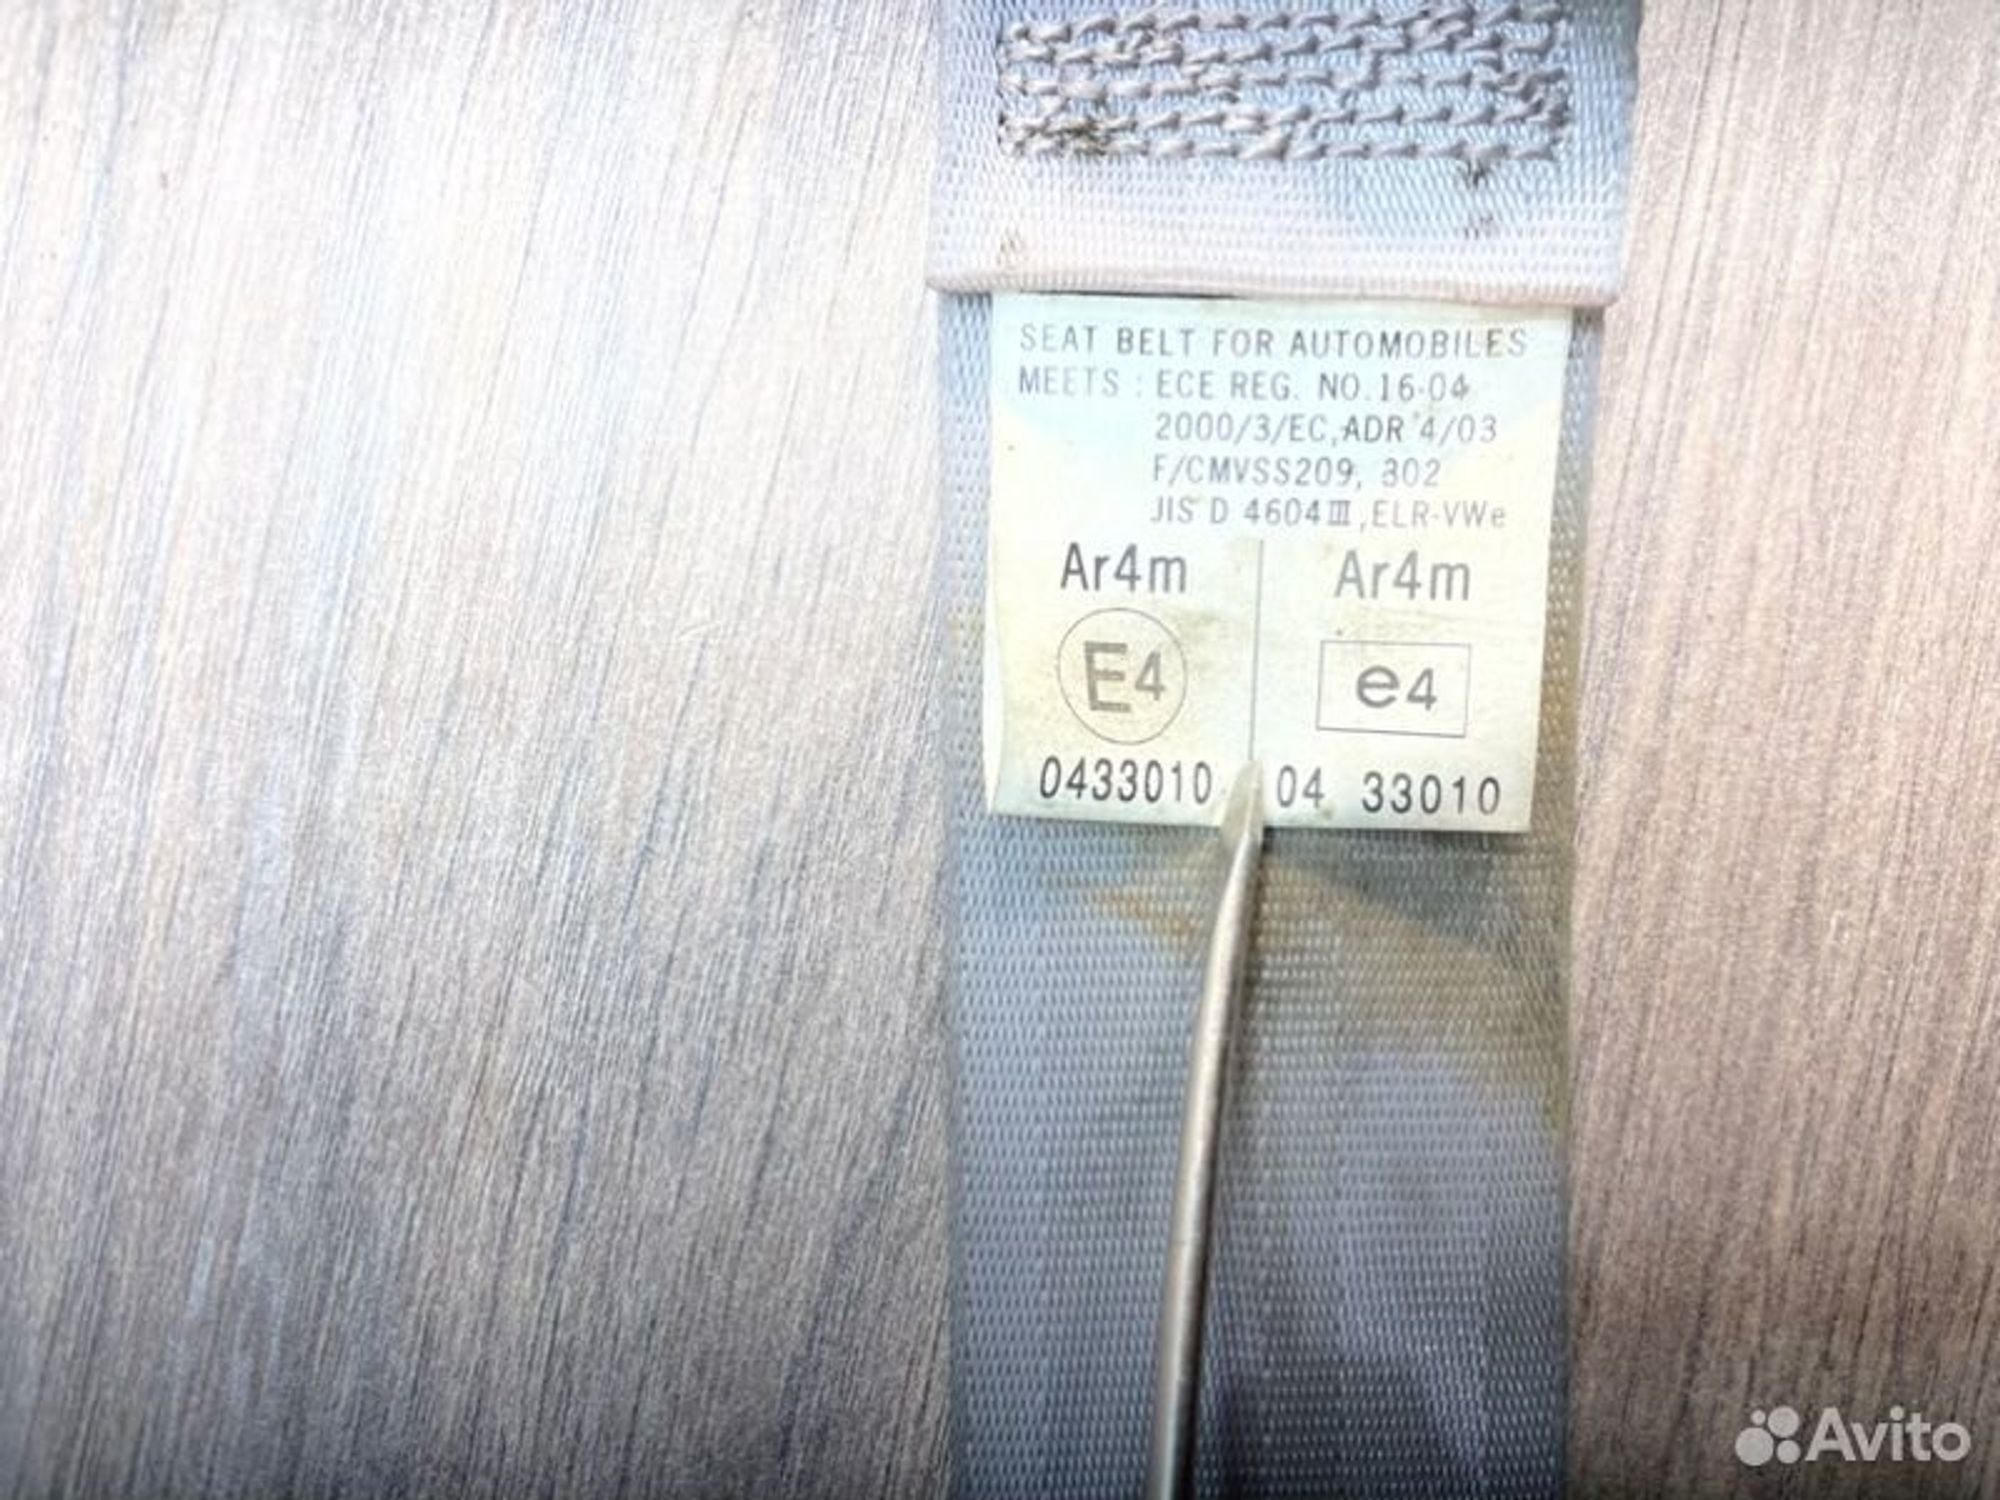 SEAT BELT FOR AUTOMOBILES
MEETS : ECE REG. NO.16-04
2000/3/EC,ADR 4/03
F/CMVSS209, 302
JIS D 4604Ⅲ,ELR-VWe
Ar4m Ar4m
E4 e4
0433010 04 33010
Avito